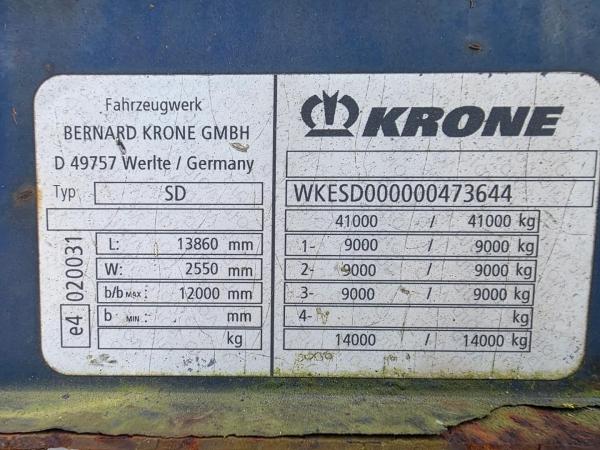 Fahrzeugwerk
BERNARD KRONE GMBH
D 49757 Werlte / Germany
Typ SD
e4 020031
L: 13860 mm
W: 2550 mm
b/b MAX: 12000 mm
b MIN: mm
kg
KRONE
WKESD000000473644
41000 / 41000 kg
1- 9000 / 9000 kg
2- 9000 / 9000 kg
3- 9000 / 9000 kg
4- kg
14000 / 14000 kg